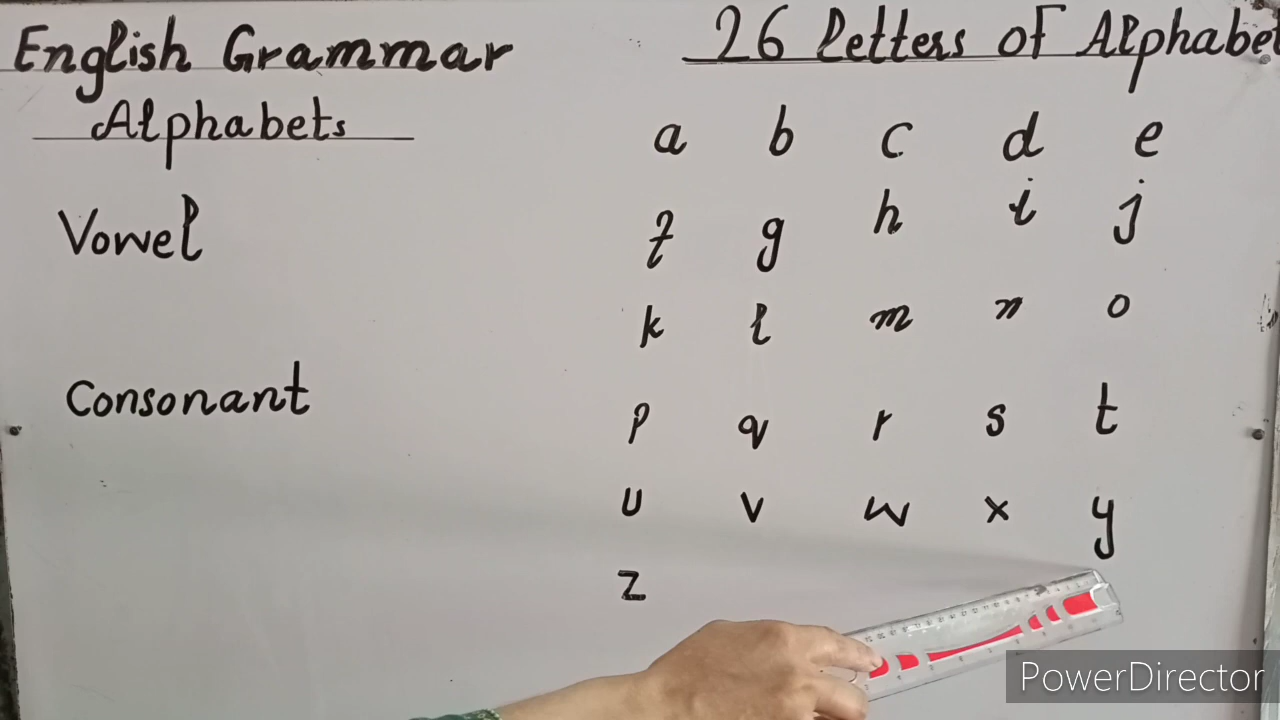 English Grammar
Alphabets
Vowel
Consonant
26 letters of Alphabet
a b c d e
f g h i j
k l m n o
p q r s t
u v w x y
z
PowerDirector